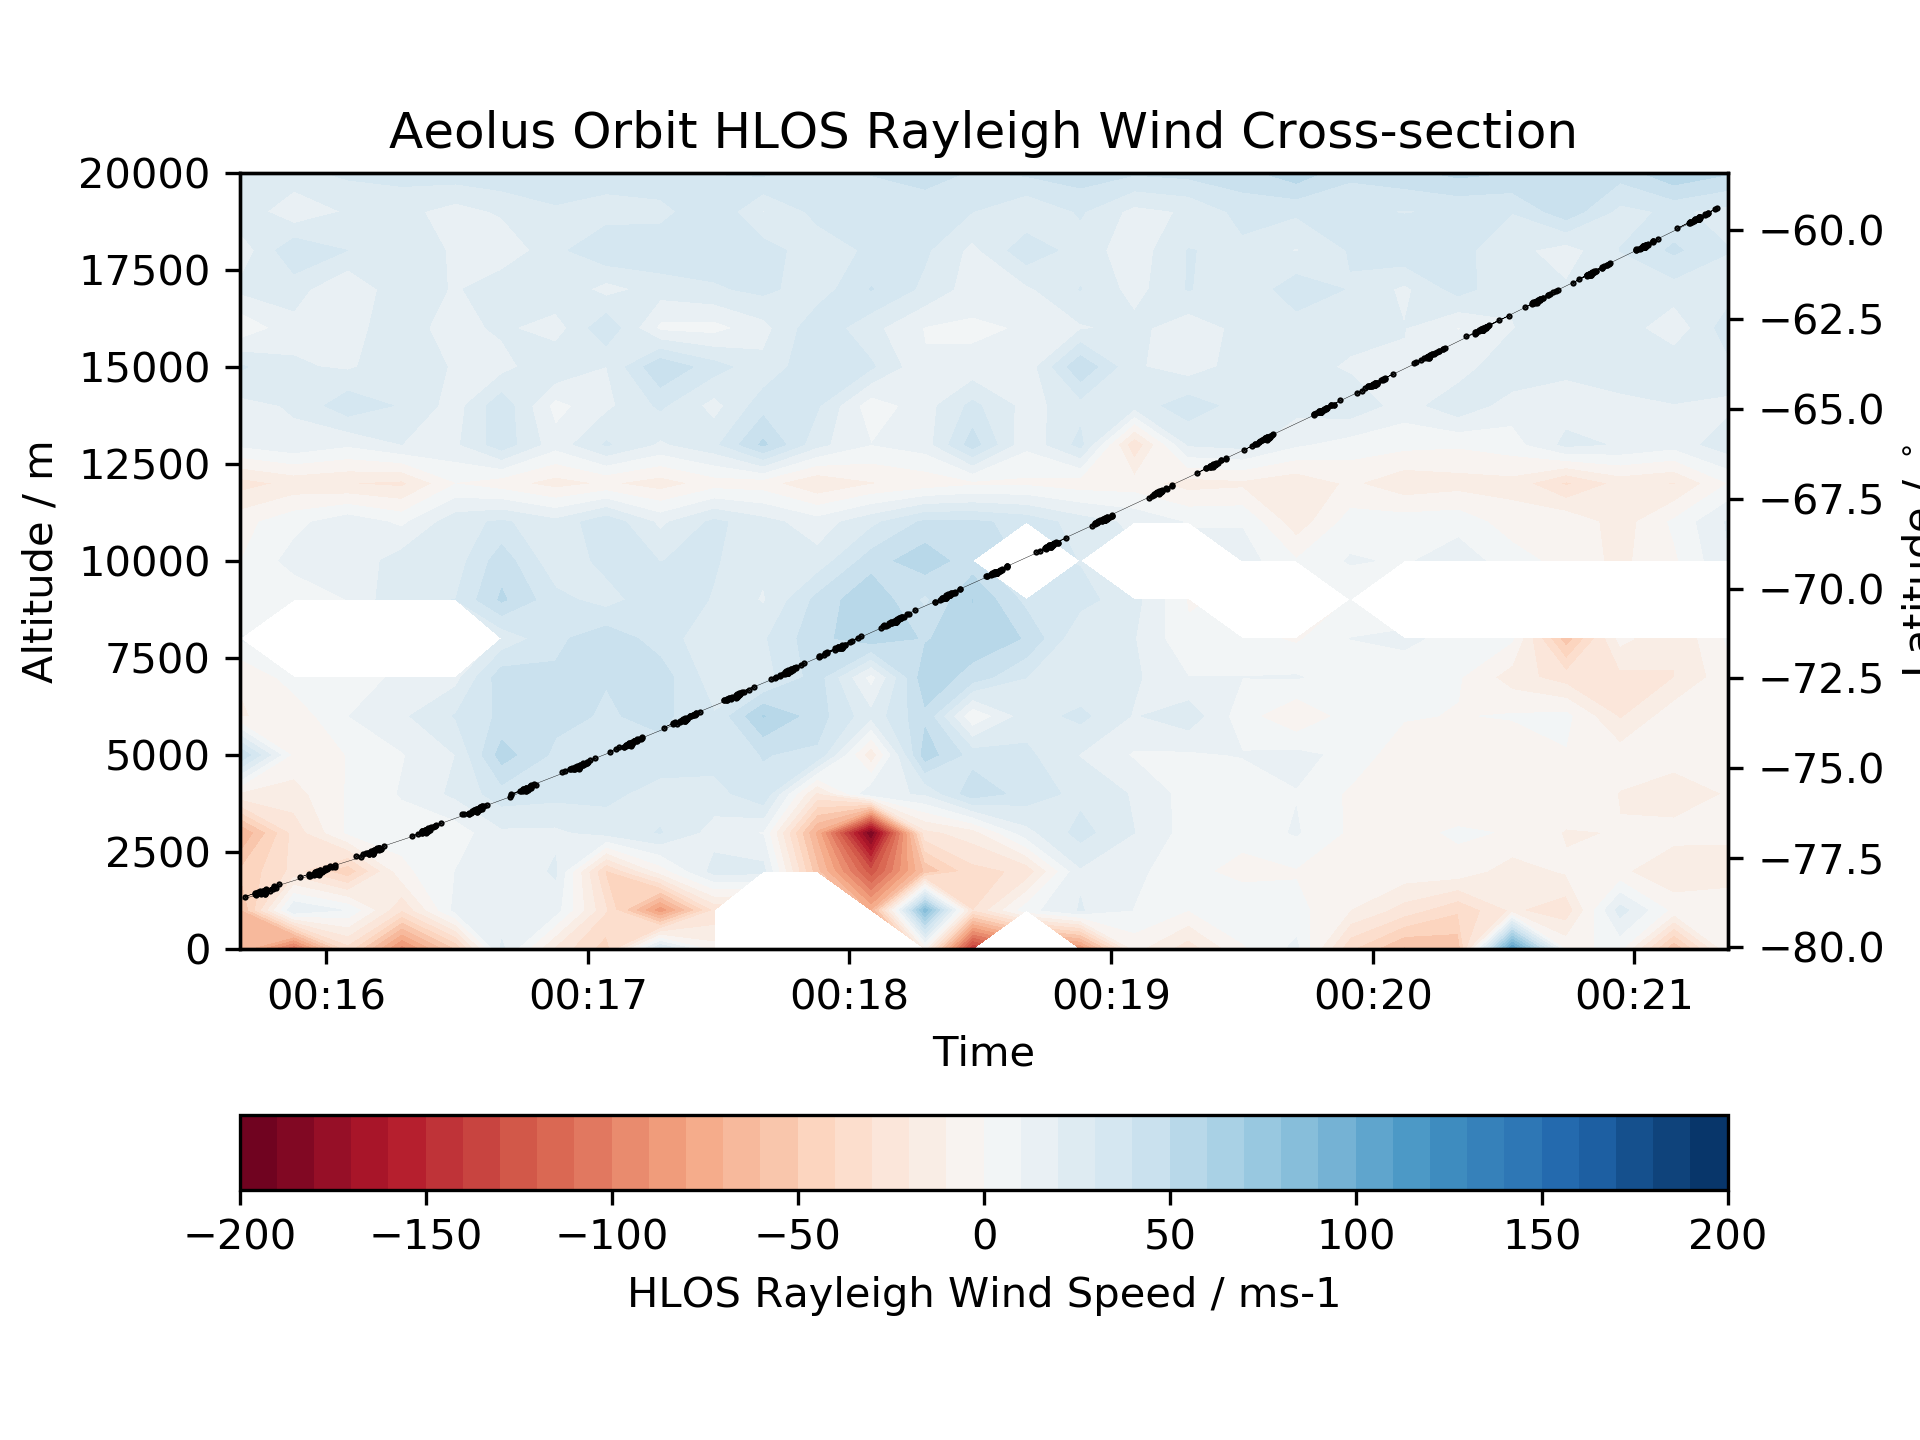 Aeolus Orbit HLOS Rayleigh Wind Cross-section
20000
17500
15000
12500
10000
7500
5000
2500
0
Altitude / m
−60.0
−62.5
−65.0
−67.5
−70.0
−72.5
−75.0
−77.5
−80.0
Latitude / °
00:16 00:17 00:18 00:19 00:20 00:21
Time
−200 −150 −100 −50 0 50 100 150 200
HLOS Rayleigh Wind Speed / ms-1